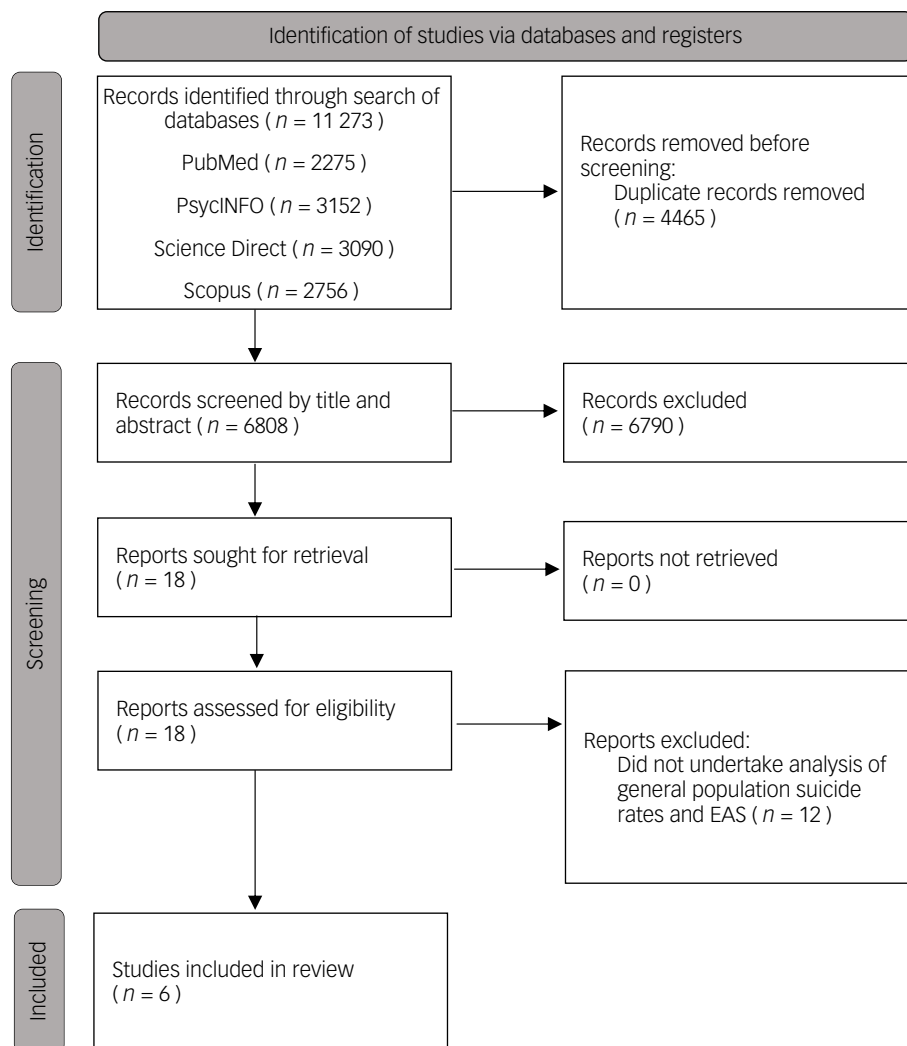 Identification of studies via databases and registers
Identification
Records identified through search of
databases ( n = 11 273 )
PubMed ( n = 2275 )
PsycINFO ( n = 3152 )
Science Direct ( n = 3090 )
Scopus ( n = 2756 )
Records removed before
screening:
Duplicate records removed
( n = 4465 )
Screening
Records screened by title and
abstract ( n = 6808 )
Records excluded
( n = 6790 )
Reports sought for retrieval
( n = 18 )
Reports not retrieved
( n = 0 )
Reports assessed for eligibility
( n = 18 )
Reports excluded:
Did not undertake analysis of
general population suicide
rates and EAS ( n = 12 )
Included
Studies included in review
( n = 6 )